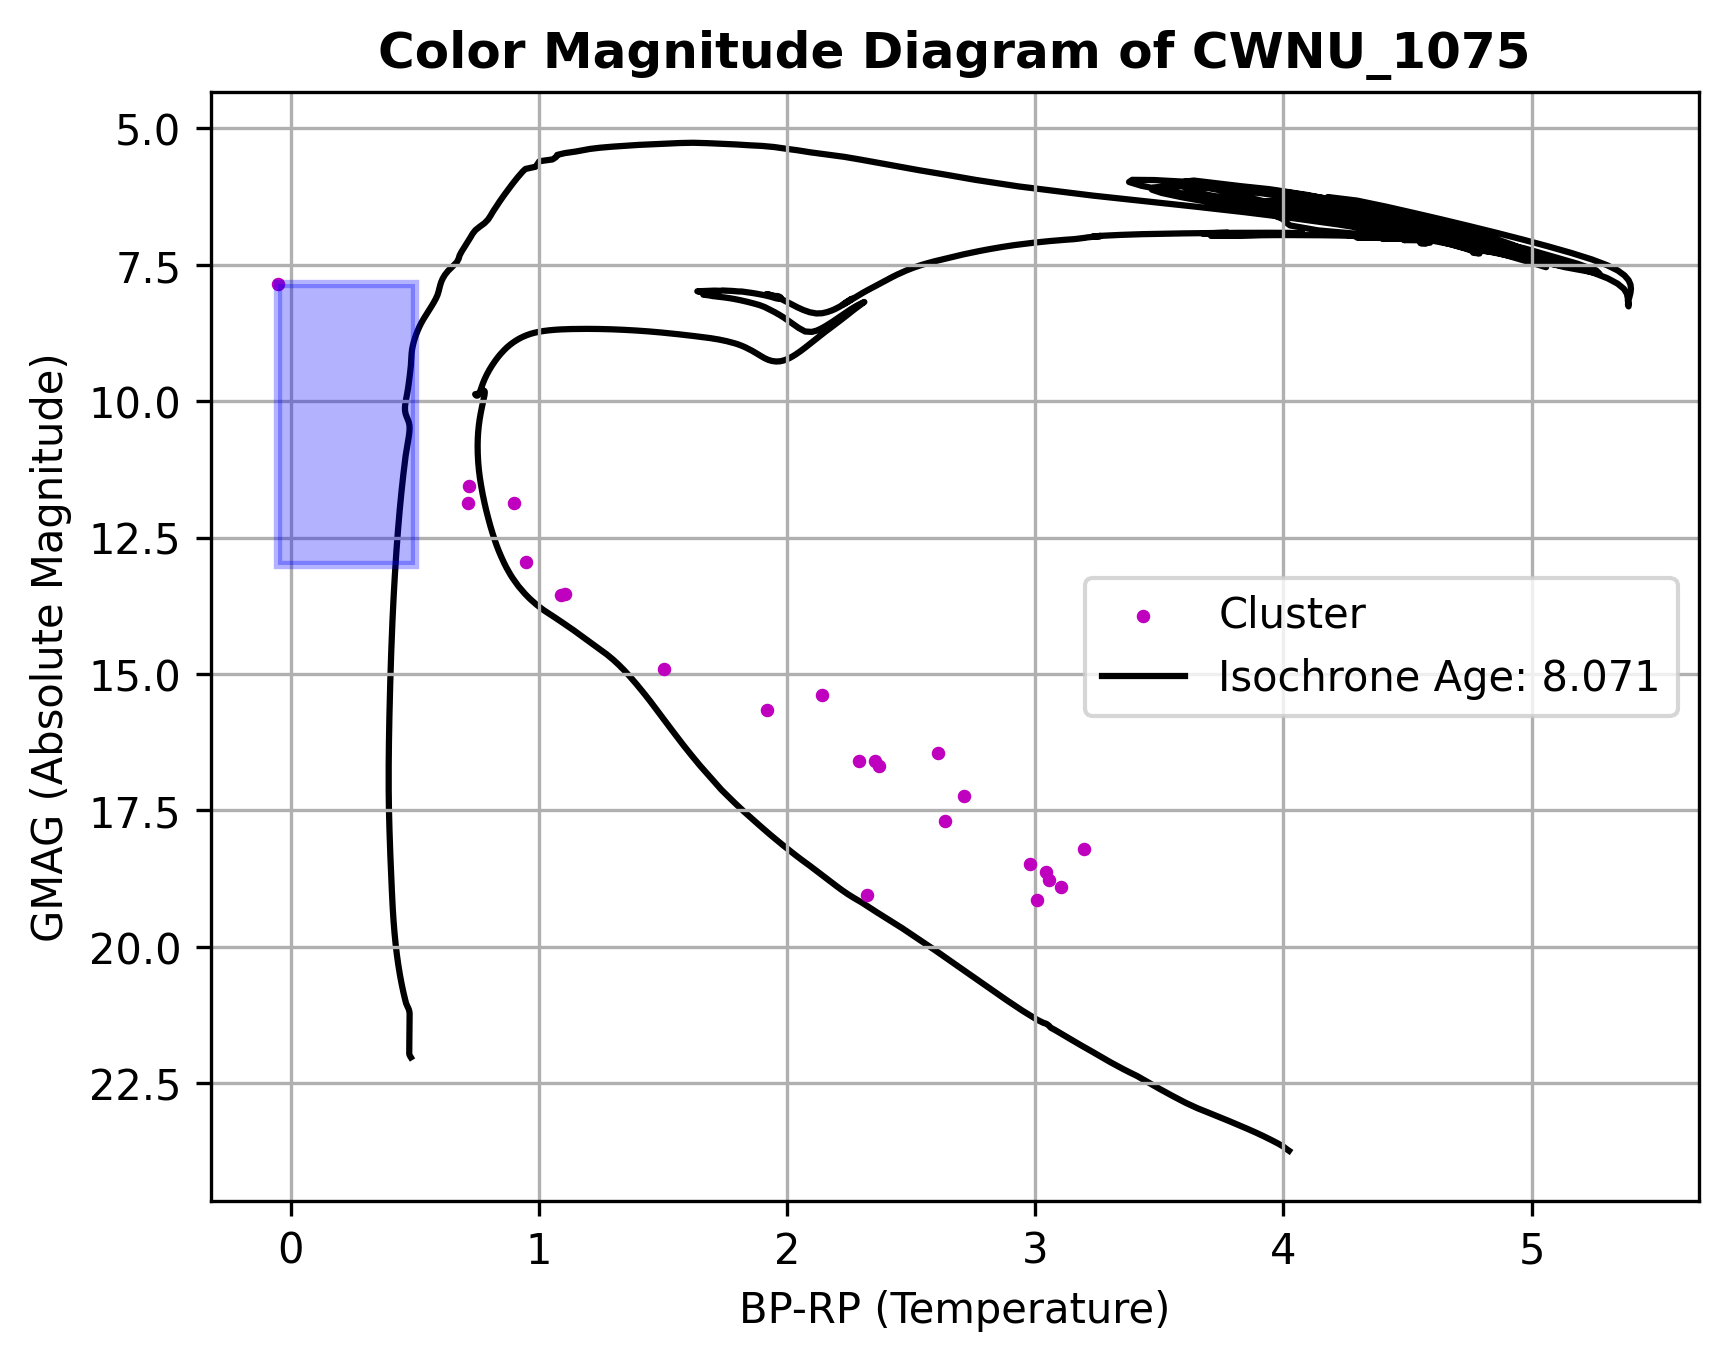 Color Magnitude Diagram of CWNU_1075
GMAG (Absolute Magnitude)
5.0
7.5
10.0
12.5
15.0
17.5
20.0
22.5
Cluster
Isochrone Age: 8.071
0 1 2 3 4 5
BP-RP (Temperature)